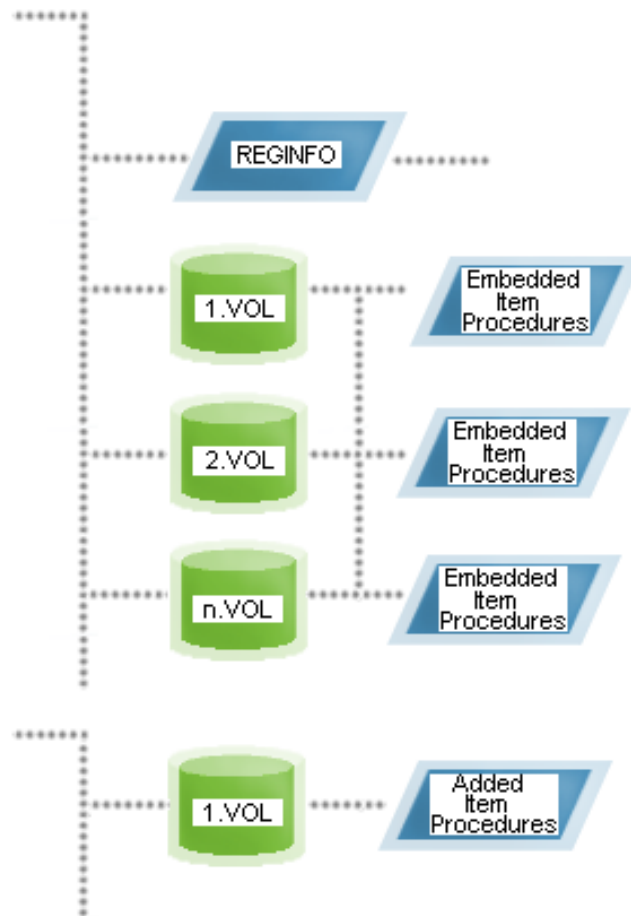 REGINFO
1.VOL
Embedded
Item
Procedures
2.VOL
Embedded
Item
Procedures
n.VOL
Embedded
Item
Procedures
1.VOL
Added
Item
Procedures